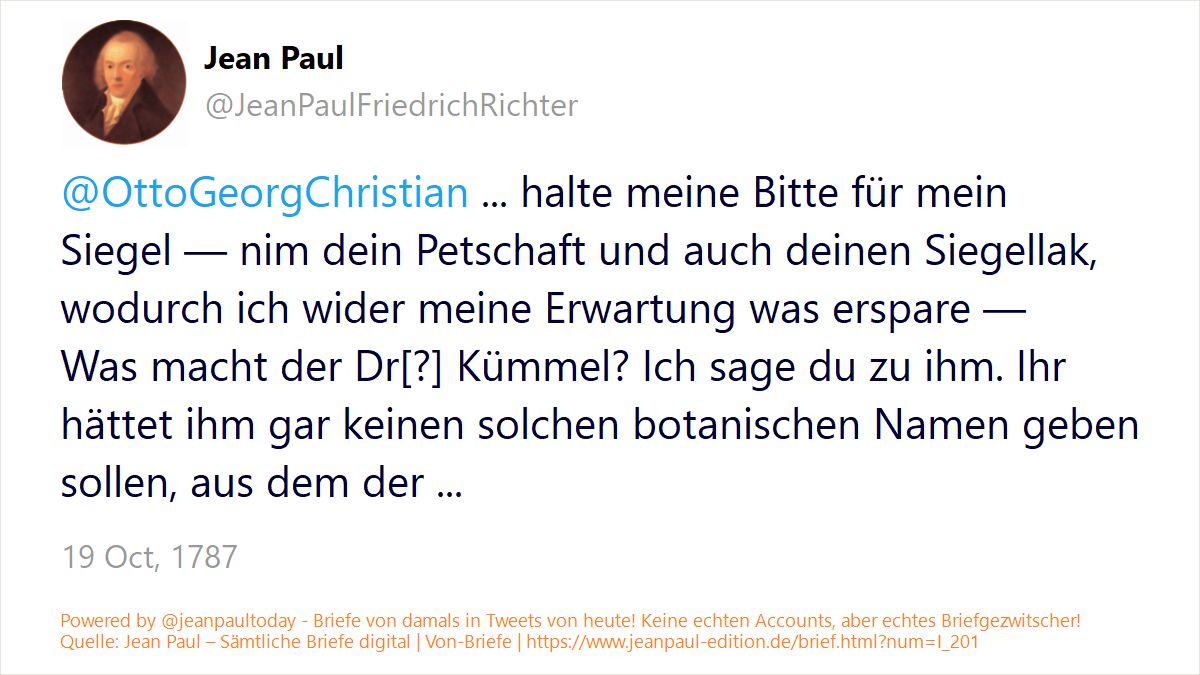 Jean Paul
@JeanPaulFriedrichRichter
@OttoGeorgChristian ... halte meine Bitte für mein
Siegel — nim dein Petschaft und auch deinen Siegellak,
wodurch ich wider meine Erwartung was erspare —
Was macht der Dr[?] Kümmel? Ich sage du zu ihm. Ihr
hättet ihm gar keinen solchen botanischen Namen geben
sollen, aus dem der ...
19 Oct, 1787
Powered by @jeanpaultoday - Briefe von damals in Tweets von heute! Keine echten Accounts, aber echtes Briefgezwitscher!
Quelle: Jean Paul – Sämtliche Briefe digital | Von-Briefe | https://www.jeanpaul-edition.de/brief.html?num=I_201